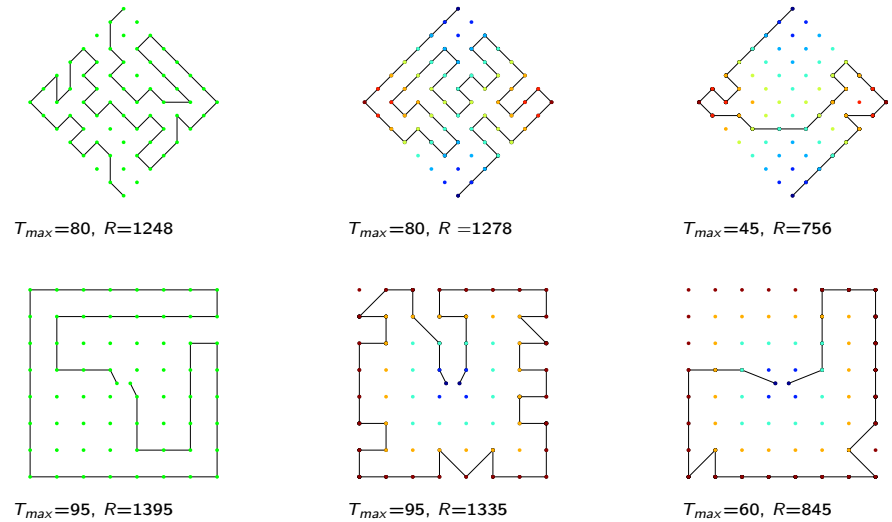 T_max=80, R=1248
T_max=80, R=1278
T_max=45, R=756
T_max=95, R=1395
T_max=95, R=1335
T_max=60, R=845